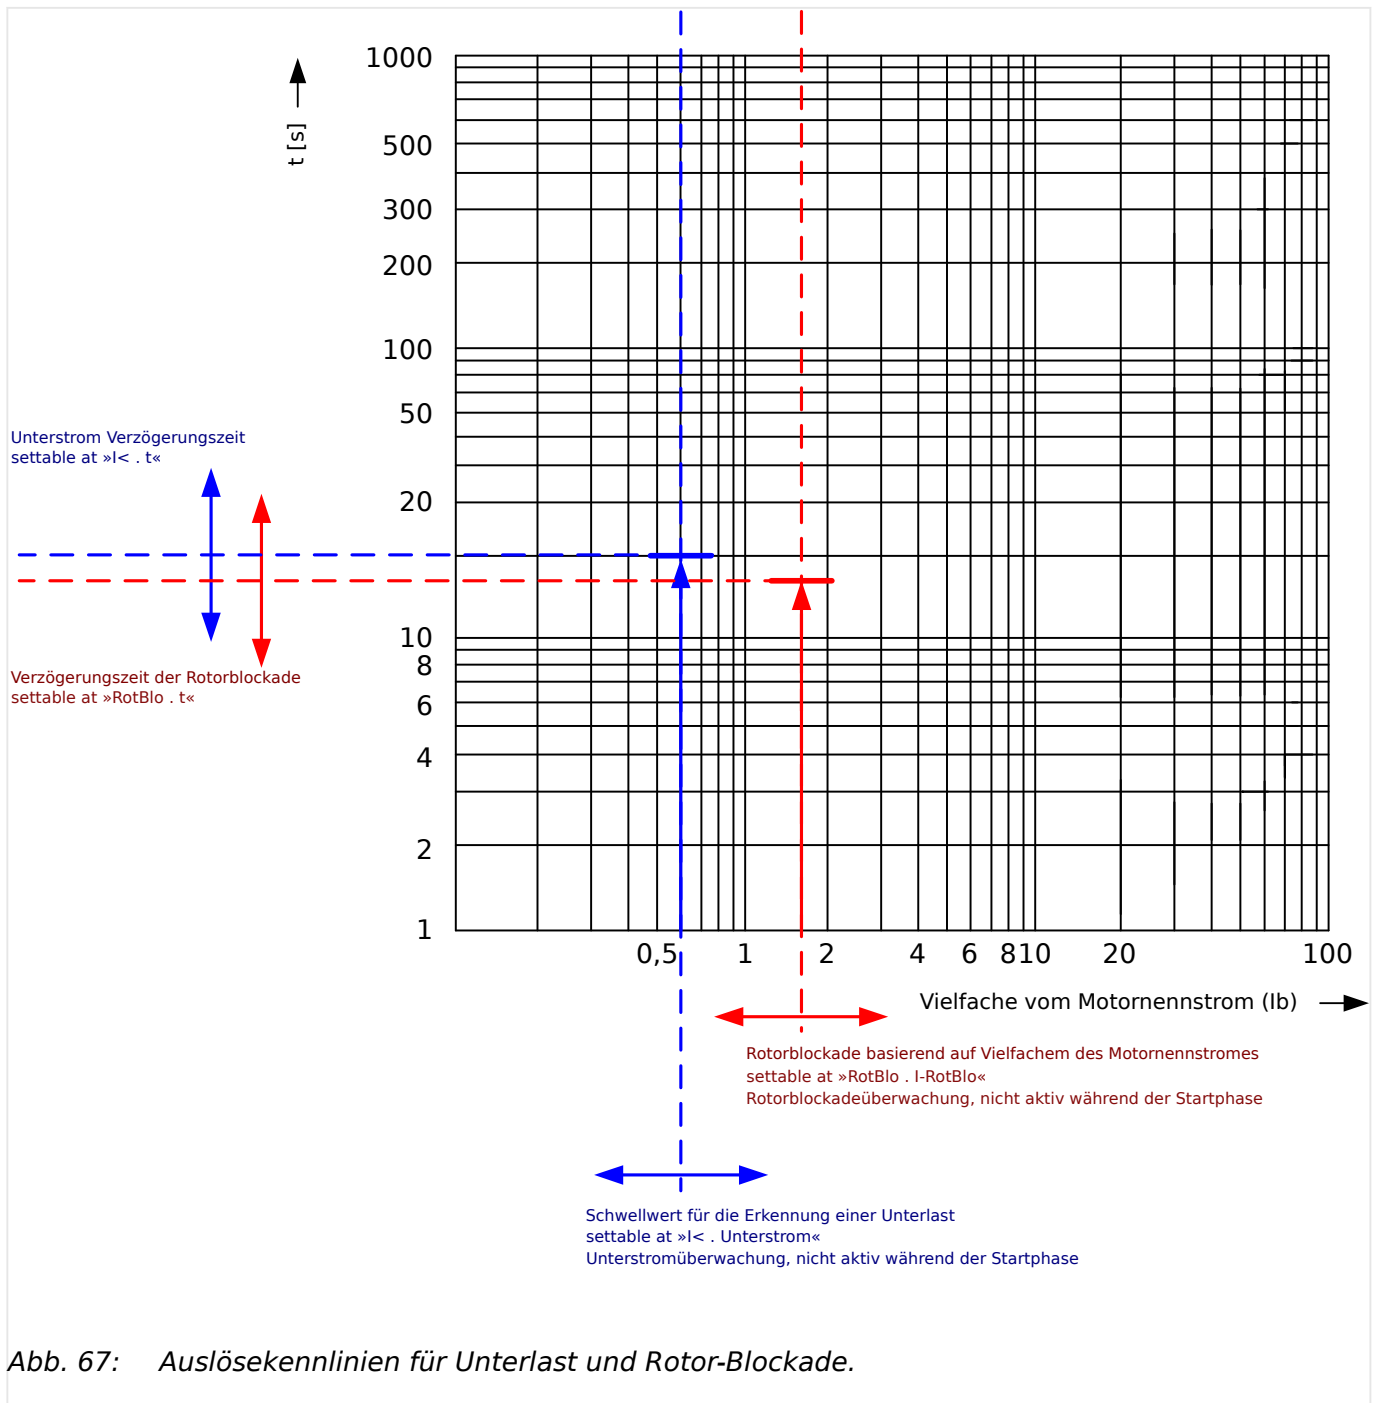 1000
t [s]
500
300
200
100
50
Unterstrom Verzögerungszeit
settable at »I< . t«
20
10
8
Verzögerungszeit der Rotorblockade
settable at »RotBlo . t«
6
4
2
1
0,5 1 2 4 6 8 10 20 100
Vielfache vom Motornennstrom (Ib)
Rotorblockade basierend auf Vielfachem des Motornennstromes
settable at »RotBlo . I-RotBlo«
Rotorblockadeüberwachung, nicht aktiv während der Startphase
Schwellwert für die Erkennung einer Unterlast
settable at »I< . Unterstrom«
Unterstromüberwachung, nicht aktiv während der Startphase
Abb. 67: Auslösekennlinien für Unterlast und Rotor-Blockade.